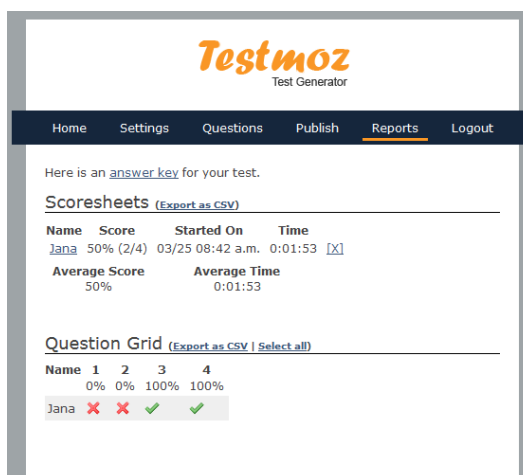 Testmoz
Test Generator
Home Settings Questions Publish Reports Logout
Here is an answer key for your test.
Scoresheets (Export as CSV)
Name Score Started On Time
Jana 50% (2/4) 03/25 08:42 a.m. 0:01:53 [X]
Average Score Average Time
50% 0:01:53
Question Grid (Export as CSV | Select all)
Name 1 2 3 4
0% 0% 100% 100%
Jana